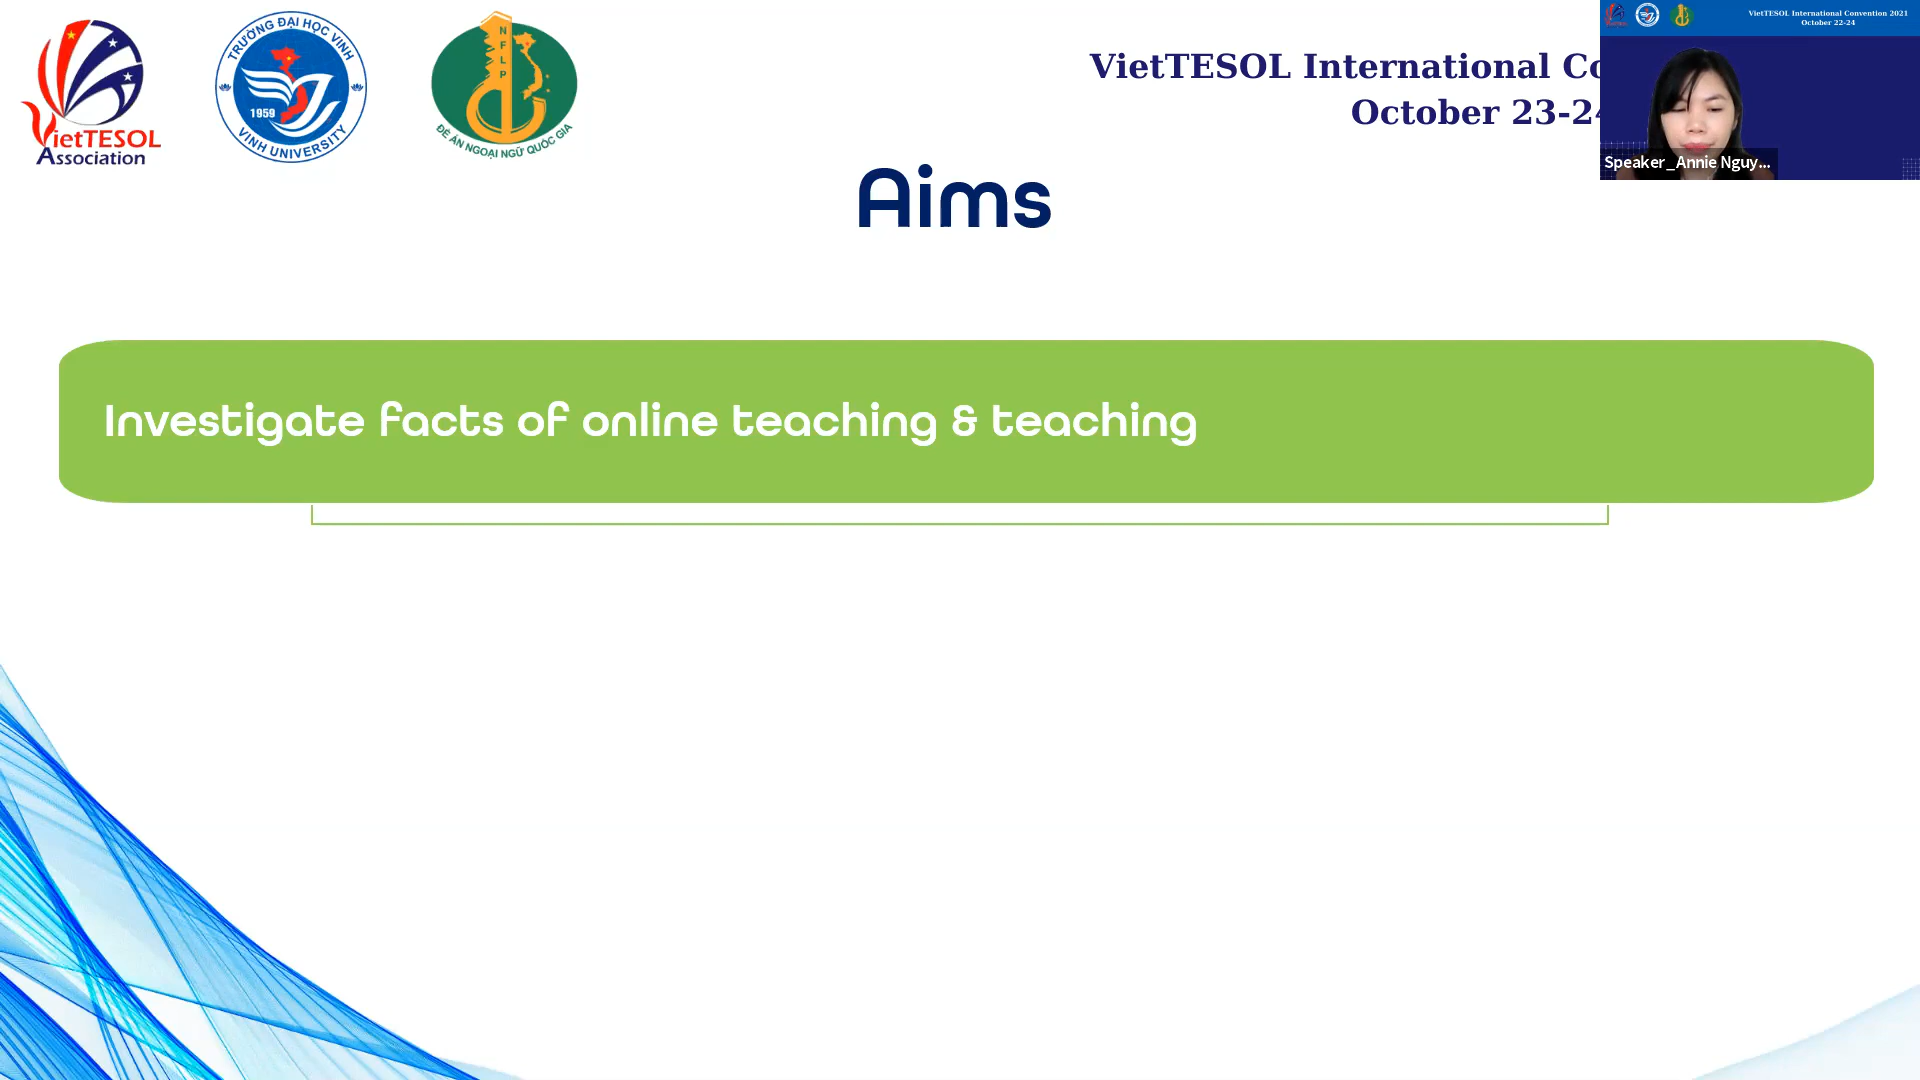 VietTESOL
Association
TRƯỜNG ĐẠI HỌC VINH
1959
VINH UNIVERSITY
NFLP
ĐỀ ÁN NGOẠI NGỮ QUỐC GIA
VietTESOL International Co
October 23-24
VietTESOL International Convention 2021
October 22-24
Speaker_Annie Nguy...
Aims
Investigate facts of online teaching & teaching